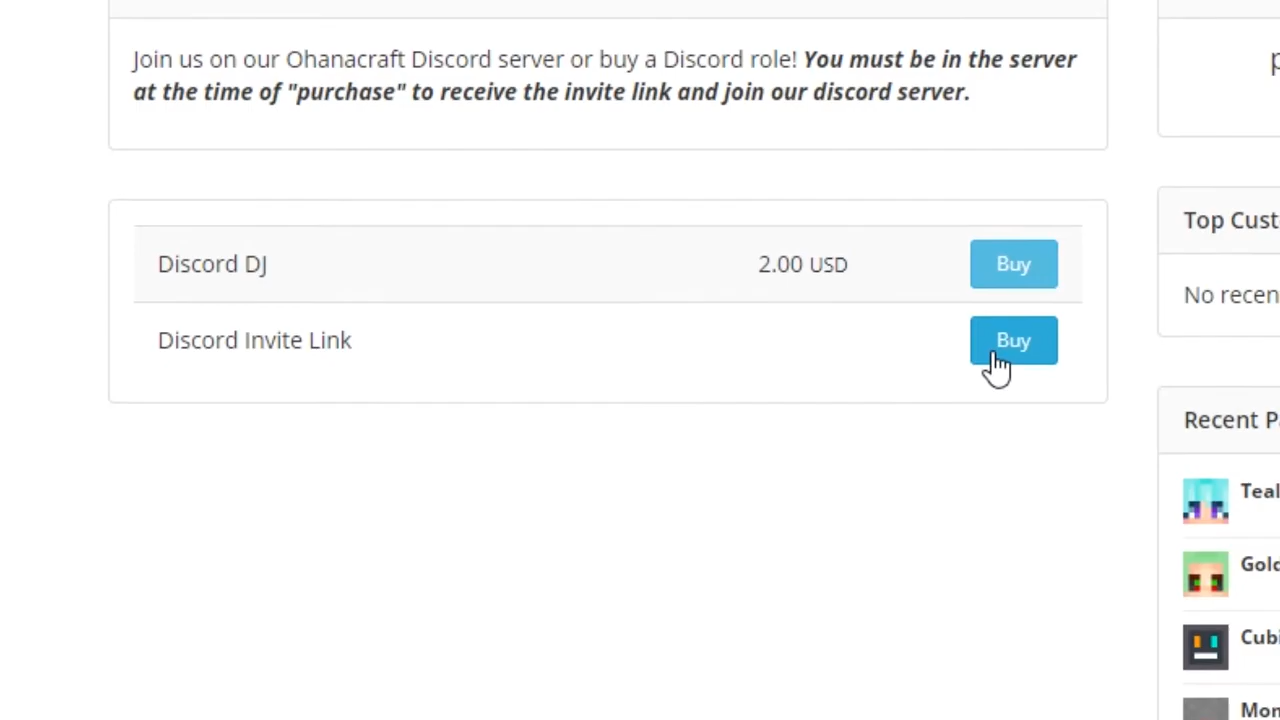 Join us on our Ohanacraft Discord server or buy a Discord role! You must be in the server
at the time of "purchase" to receive the invite link and join our discord server.
Discord DJ 2.00 USD Buy
Discord Invite Link Buy
Top Cust
No recen
Recent P
Teal
Gold
Cubi